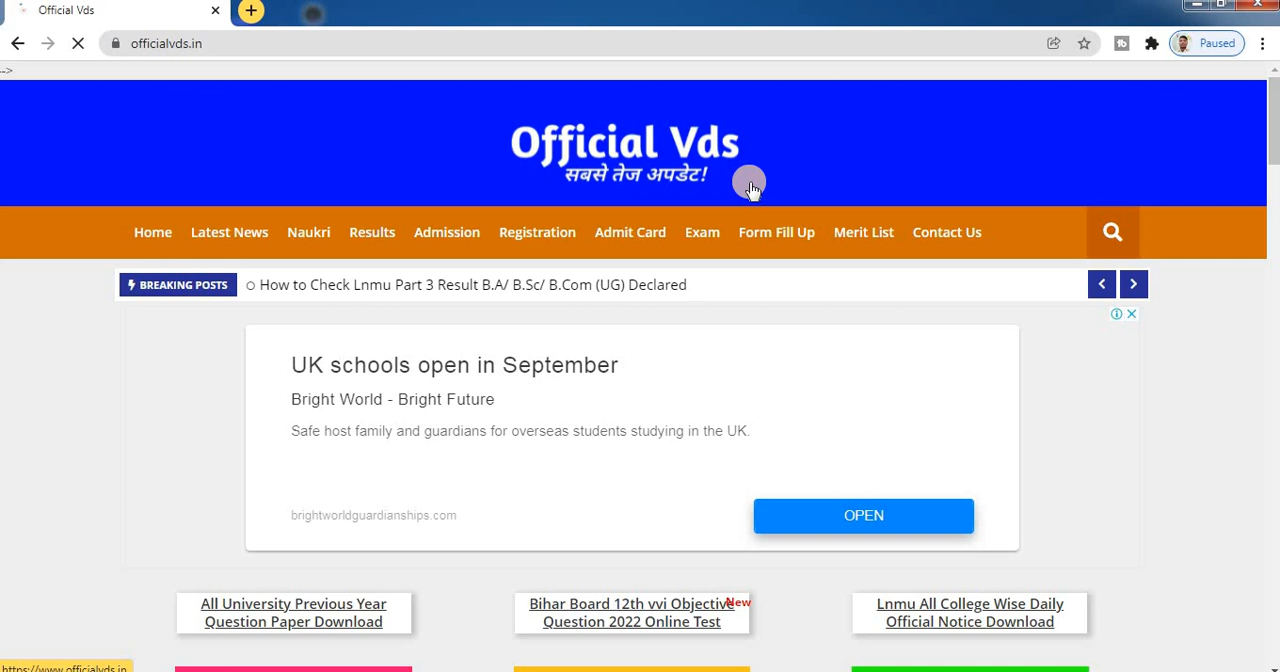 Official Vds
officialvds.in
Paused
-->
Official Vds
सबसे तेज अपडेट!
Home Latest News Naukri Results Admission Registration Admit Card Exam Form Fill Up Merit List Contact Us
BREAKING POSTS How to Check Lnmu Part 3 Result B.A/ B.Sc/ B.Com (UG) Declared
UK schools open in September
Bright World - Bright Future
Safe host family and guardians for overseas students studying in the UK.
brightworldguardianships.com OPEN
All University Previous Year
Question Paper Download
Bihar Board 12th vvi Objective New
Question 2022 Online Test
Lnmu All College Wise Daily
Official Notice Download
https://www.officialvds.in